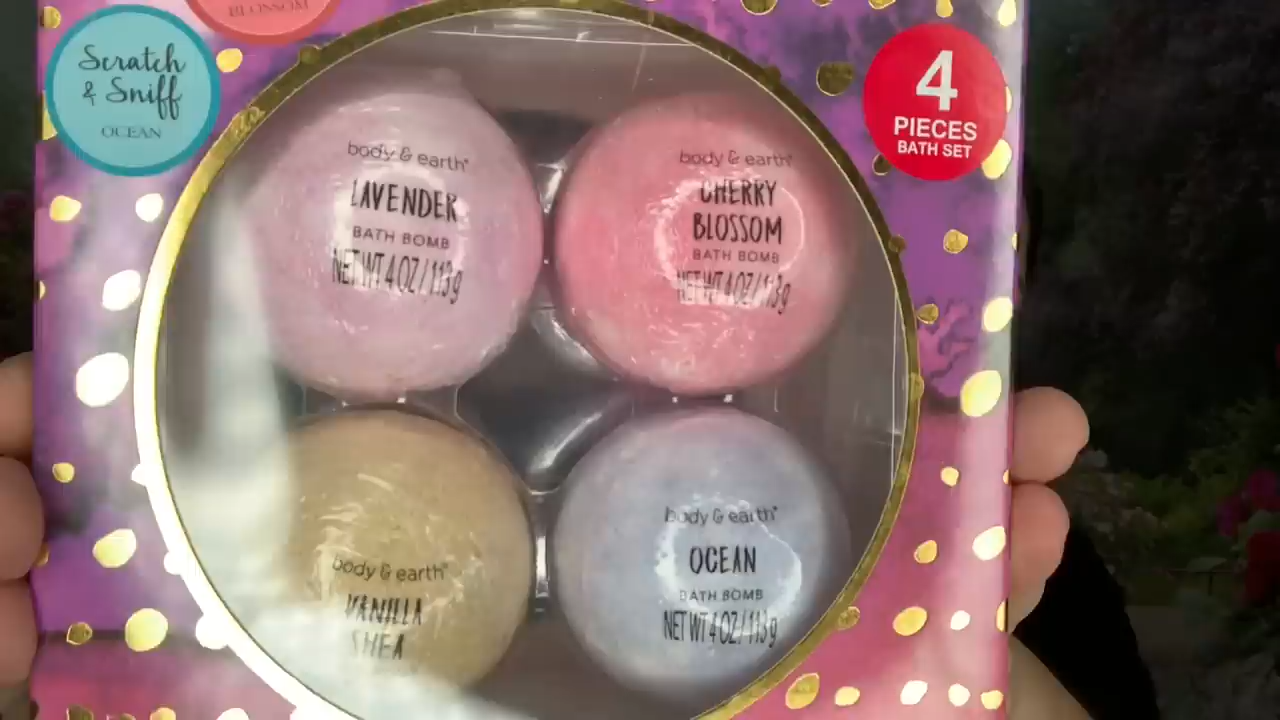 BLOSSOM
Scratch
& Sniff
OCEAN
4
PIECES
BATH SET
body & earth®
LAVENDER
BATH BOMB
NET WT 4 OZ/113g
body & earth®
CHERRY
BLOSSOM
BATH BOMB
NET WT 4 OZ/113g
body & earth®
VANILLA
SHEA
body & earth®
OCEAN
BATH BOMB
NET WT 4 OZ/113g